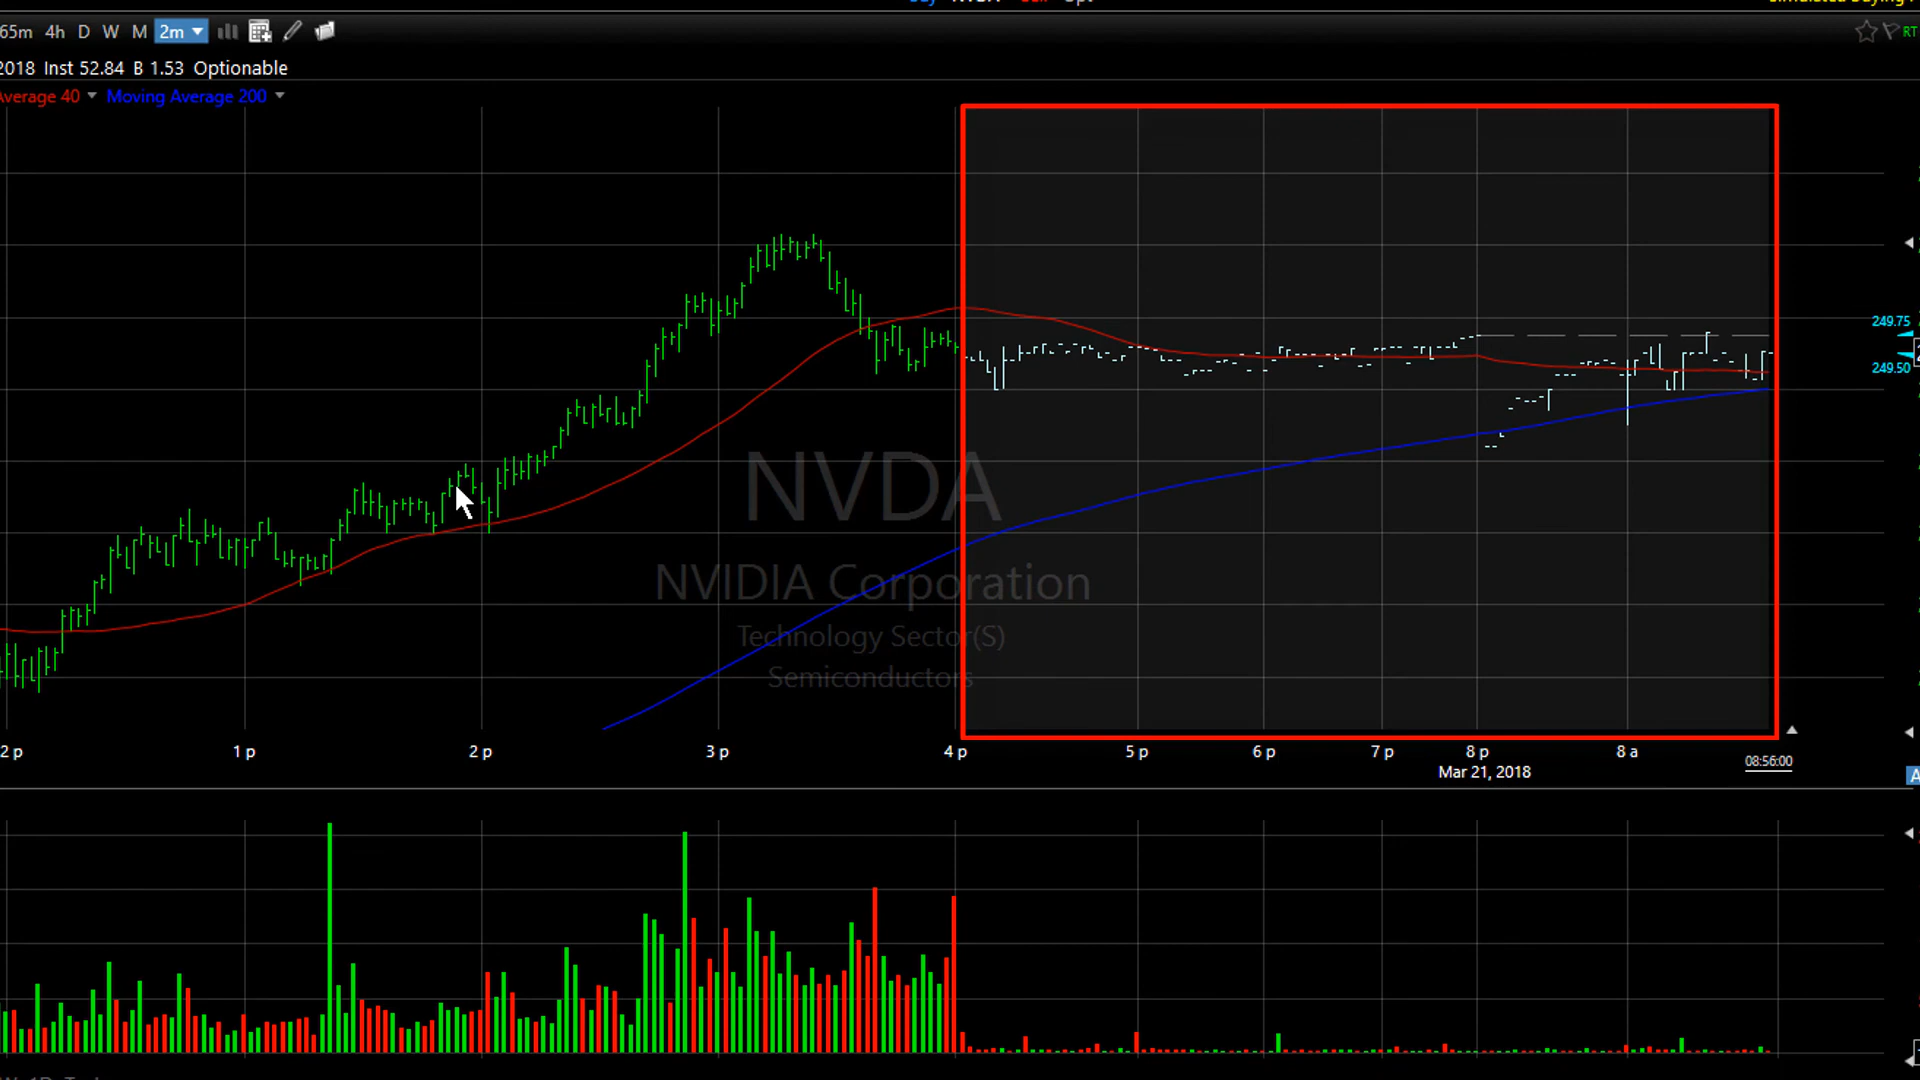 65m 4h D W M 2m RT
2018 Inst 52.84 B 1.53 Optionable
Average 40 Moving Average 200
249.75
249.50
NVDA
NVIDIA Corporation
Technology Sector(S)
Semiconductors
2 p 1 p 2 p 3 p 4 p 5 p 6 p 7 p 8 p 8 a
Mar 21, 2018 08:56:00